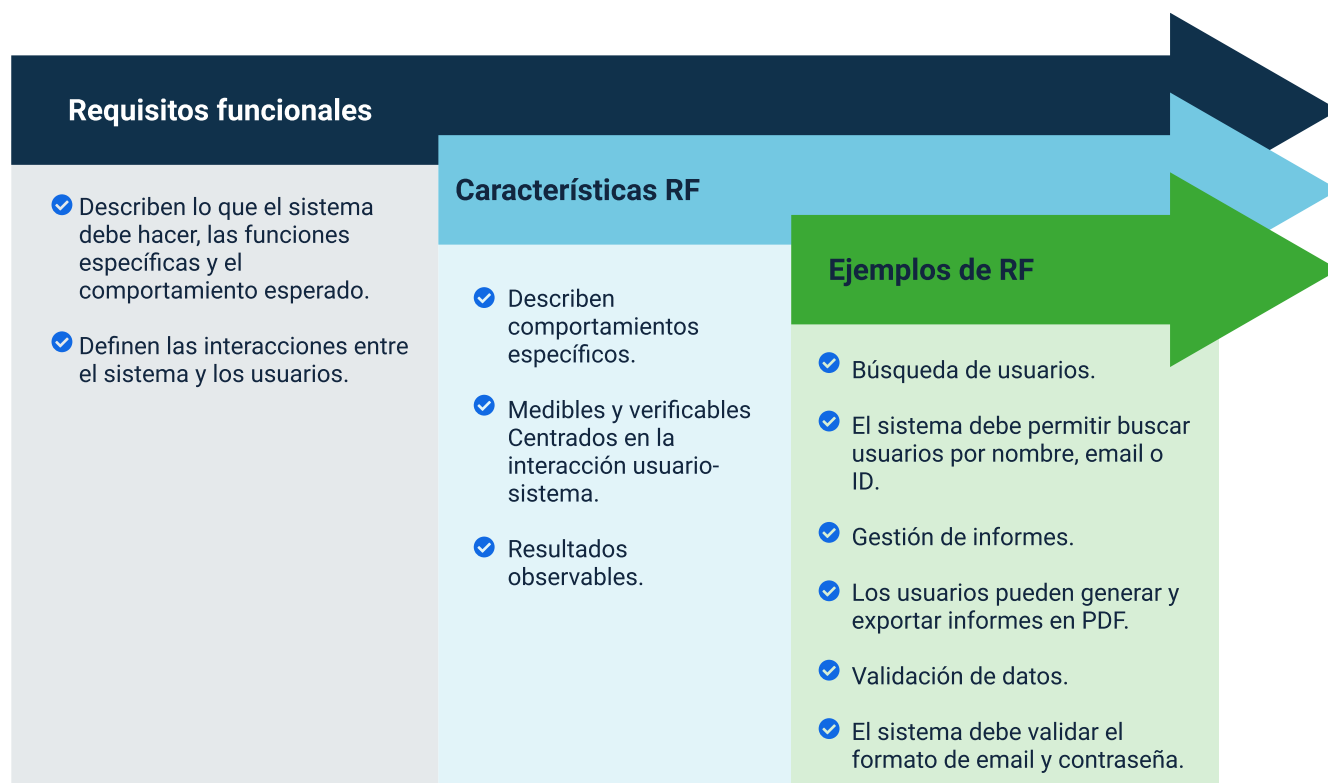 Requisitos funcionales
Describen lo que el sistema
debe hacer, las funciones
específicas y el
comportamiento esperado.
Definen las interacciones entre
el sistema y los usuarios.
Características RF
Describen
comportamientos
específicos.
Medibles y verificables
Centrados en la
interacción usuario-
sistema.
Resultados
observables.
Ejemplos de RF
Búsqueda de usuarios.
El sistema debe permitir buscar
usuarios por nombre, email o
ID.
Gestión de informes.
Los usuarios pueden generar y
exportar informes en PDF.
Validación de datos.
El sistema debe validar el
formato de email y contraseña.